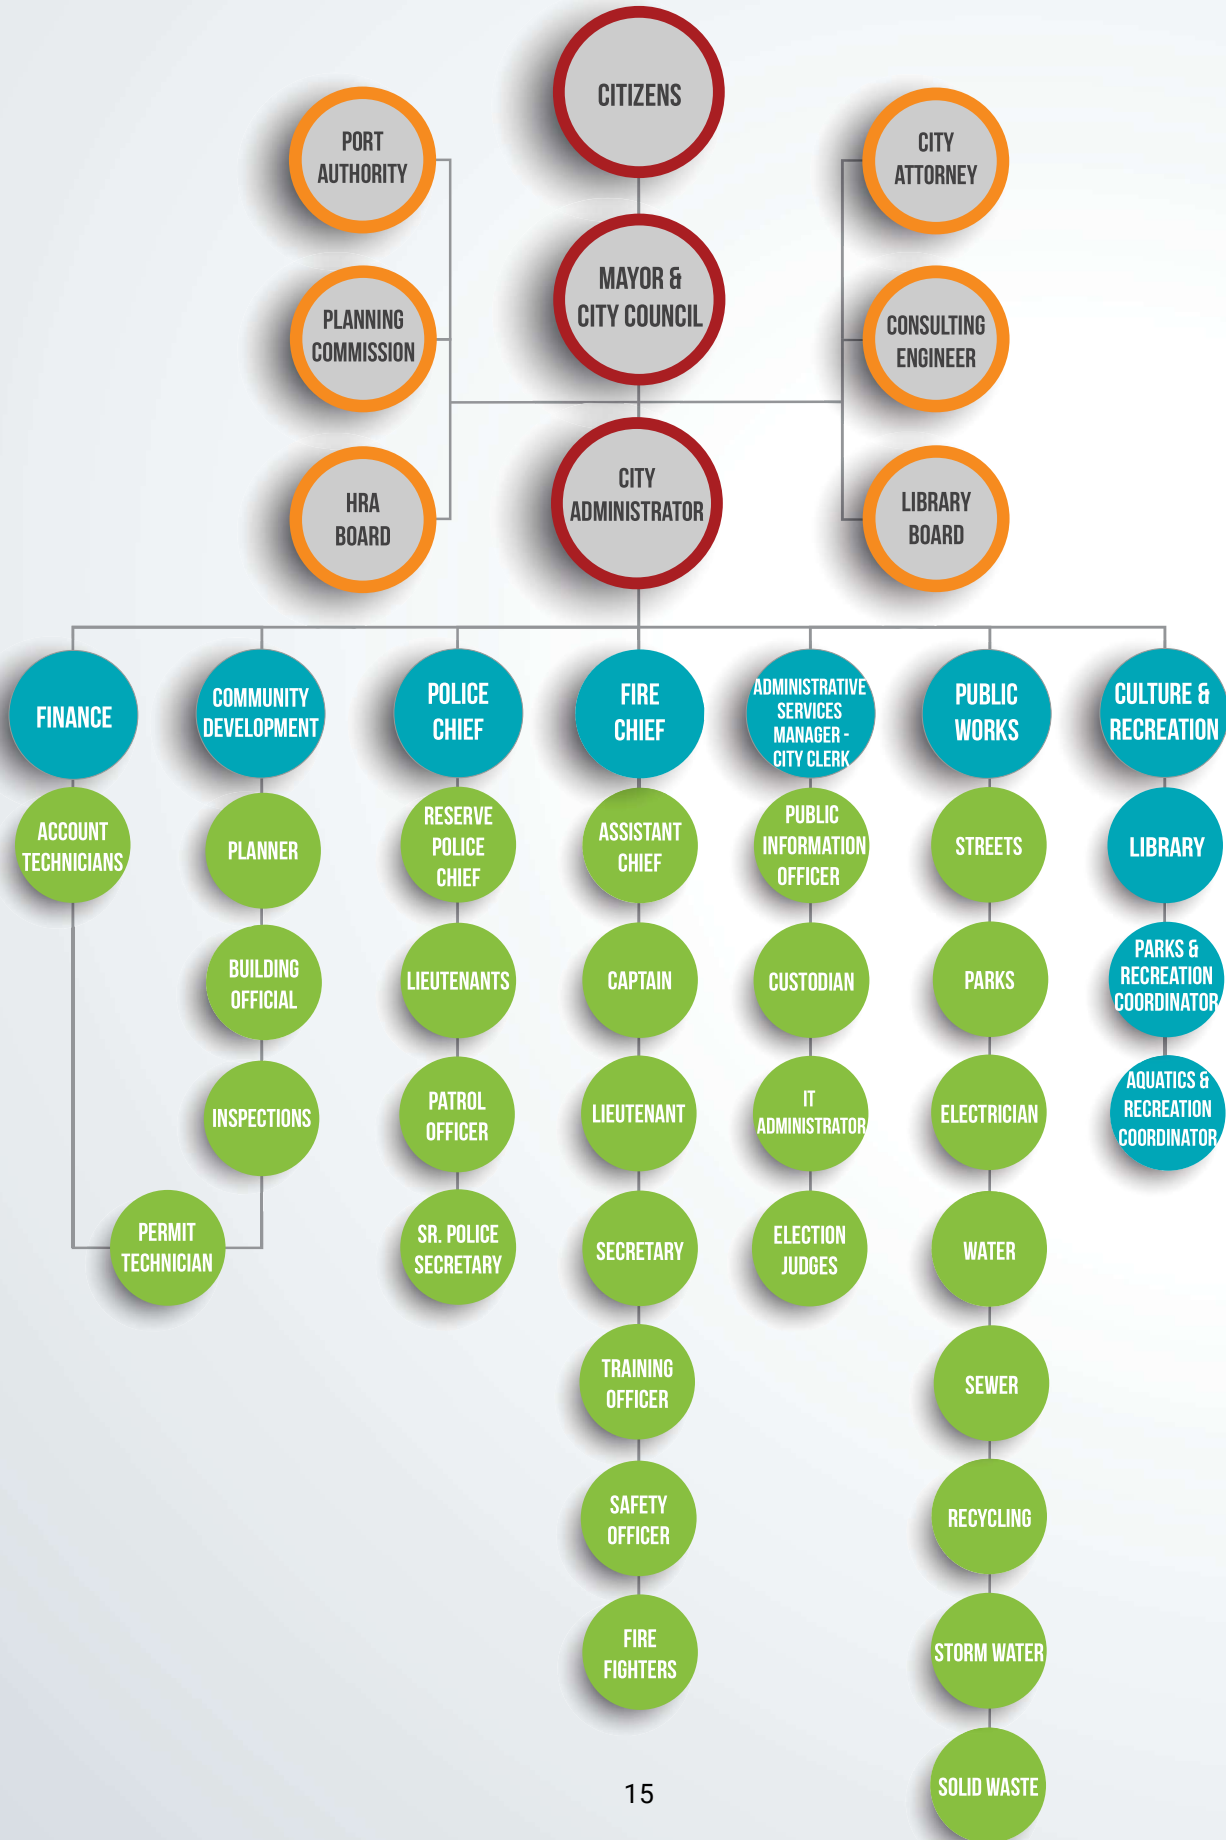 CITIZENS
PORT
AUTHORITY
CITY
ATTORNEY
MAYOR &
CITY COUNCIL
PLANNING
COMMISSION
CONSULTING
ENGINEER
CITY
ADMINISTRATOR
HRA
BOARD
LIBRARY
BOARD
FINANCE
COMMUNITY
DEVELOPMENT
POLICE
CHIEF
FIRE
CHIEF
ADMINISTRATIVE
SERVICES
MANAGER -
CITY CLERK
PUBLIC
WORKS
CULTURE &
RECREATION
ACCOUNT
TECHNICIANS
PLANNER
RESERVE
POLICE
CHIEF
ASSISTANT
CHIEF
PUBLIC
INFORMATION
OFFICER
STREETS
LIBRARY
BUILDING
OFFICIAL
LIEUTENANTS
CAPTAIN
CUSTODIAN
PARKS
PARKS &
RECREATION
COORDINATOR
INSPECTIONS
PATROL
OFFICER
LIEUTENANT
IT
ADMINISTRATOR
ELECTRICIAN
AQUATICS &
RECREATION
COORDINATOR
PERMIT
TECHNICIAN
SR. POLICE
SECRETARY
SECRETARY
ELECTION
JUDGES
WATER
TRAINING
OFFICER
SEWER
SAFETY
OFFICER
RECYCLING
FIRE
FIGHTERS
STORM WATER
SOLID WASTE
15